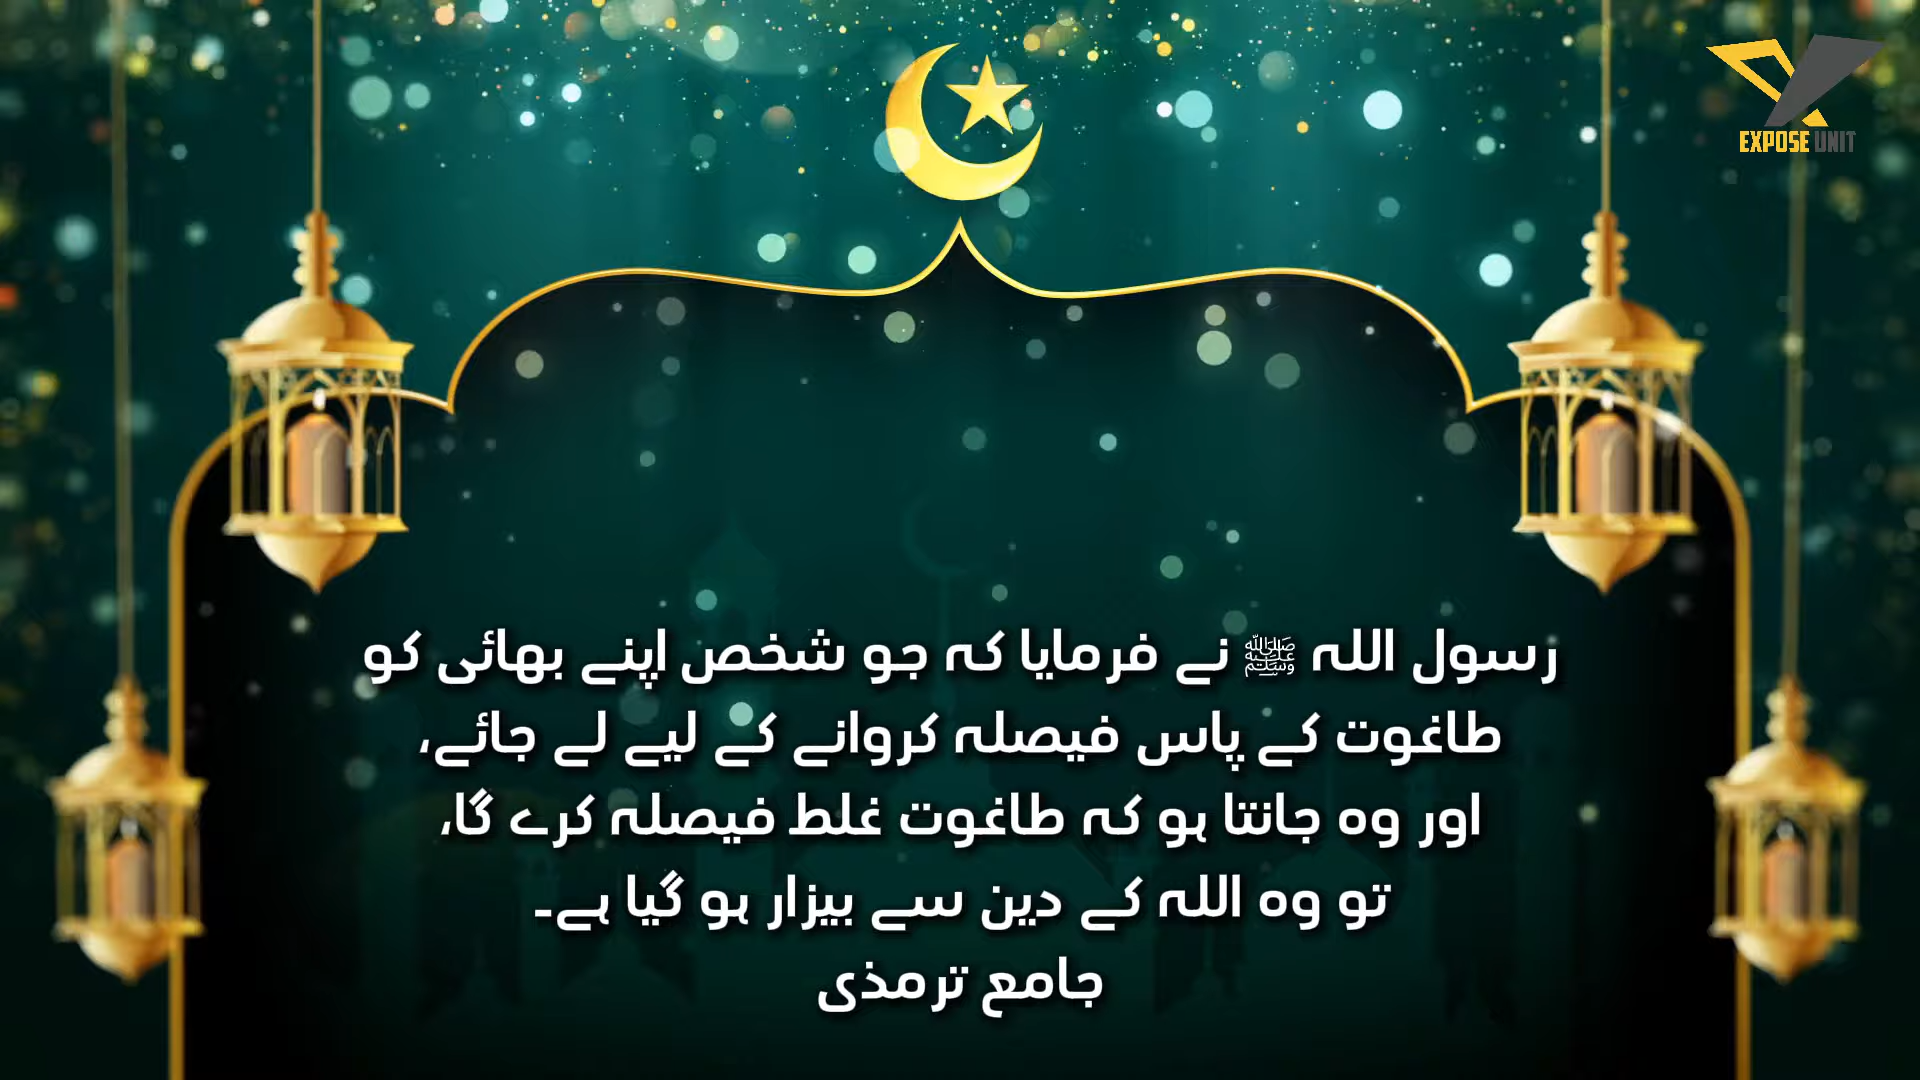 EXPOSE UNIT
رسول اللہ ﷺ نے فرمایا کہ جو شخص اپنے بھائی کو
طاغوت کے پاس فیصلہ کروانے کے لیے لے جائے،
اور وہ جانتا ہو کہ طاغوت غلط فیصلہ کرے گا،
تو وہ اللہ کے دین سے بیزار ہو گیا ہے۔
جامع ترمذی